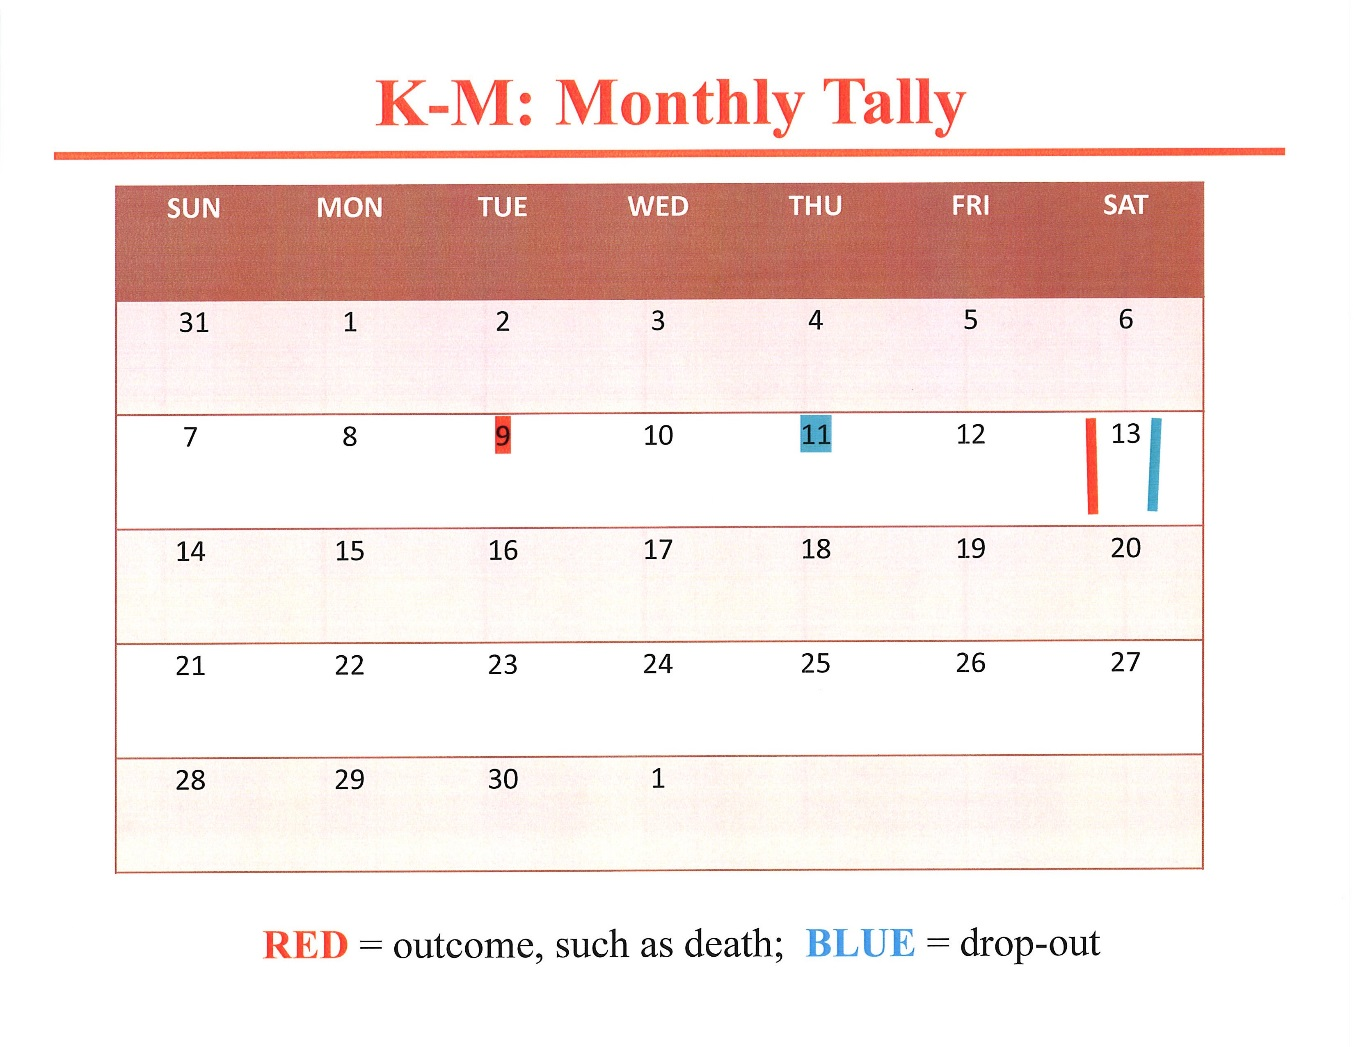 K-M: Monthly Tally
SUN MON TUE WED THU FRI SAT
31 1 2 3 4 5 6
7 8 9 10 11 12 13
14 15 16 17 18 19 20
21 22 23 24 25 26 27
28 29 30 1
RED = outcome, such as death; BLUE = drop-out